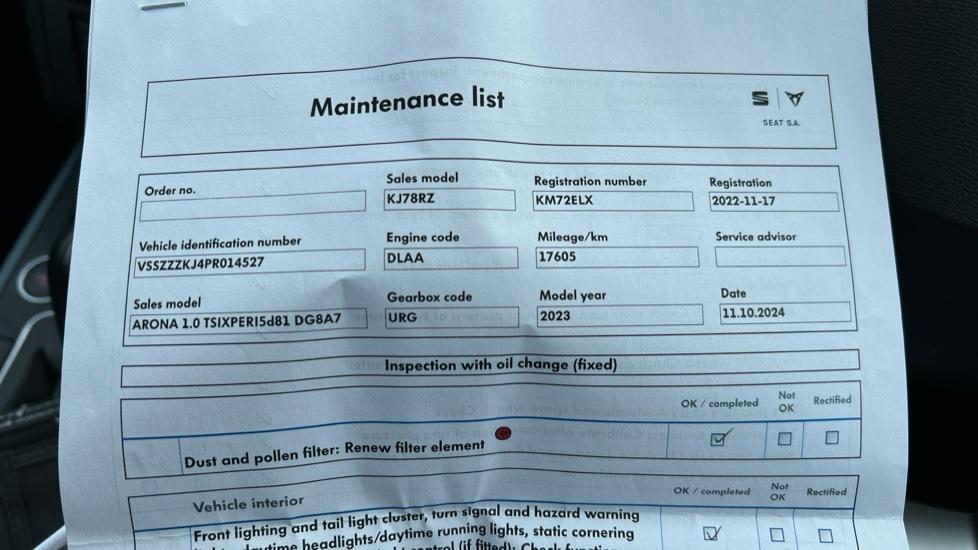 Maintenance list
SEAT S.A.
Order no.
Sales model
KJ78RZ
Registration number
KM72ELX
Registration
2022-11-17
Vehicle identification number
VSSZZZKJ4PR014527
Engine code
DLAA
Mileage/km
17605
Service advisor
Sales model
ARONA 1.0 TSIXPERI5d81 DG8A7
Gearbox code
URG
Model year
2023
Date
11.10.2024
Inspection with oil change (fixed)
OK / completed
Not
OK
Rectified
Dust and pollen filter: Renew filter element
Vehicle interior
OK / completed
Not
OK
Rectified
Front lighting and tail light cluster, turn signal and hazard warning
daytime headlights/daytime running lights, static cornering
control (if fitted): Check